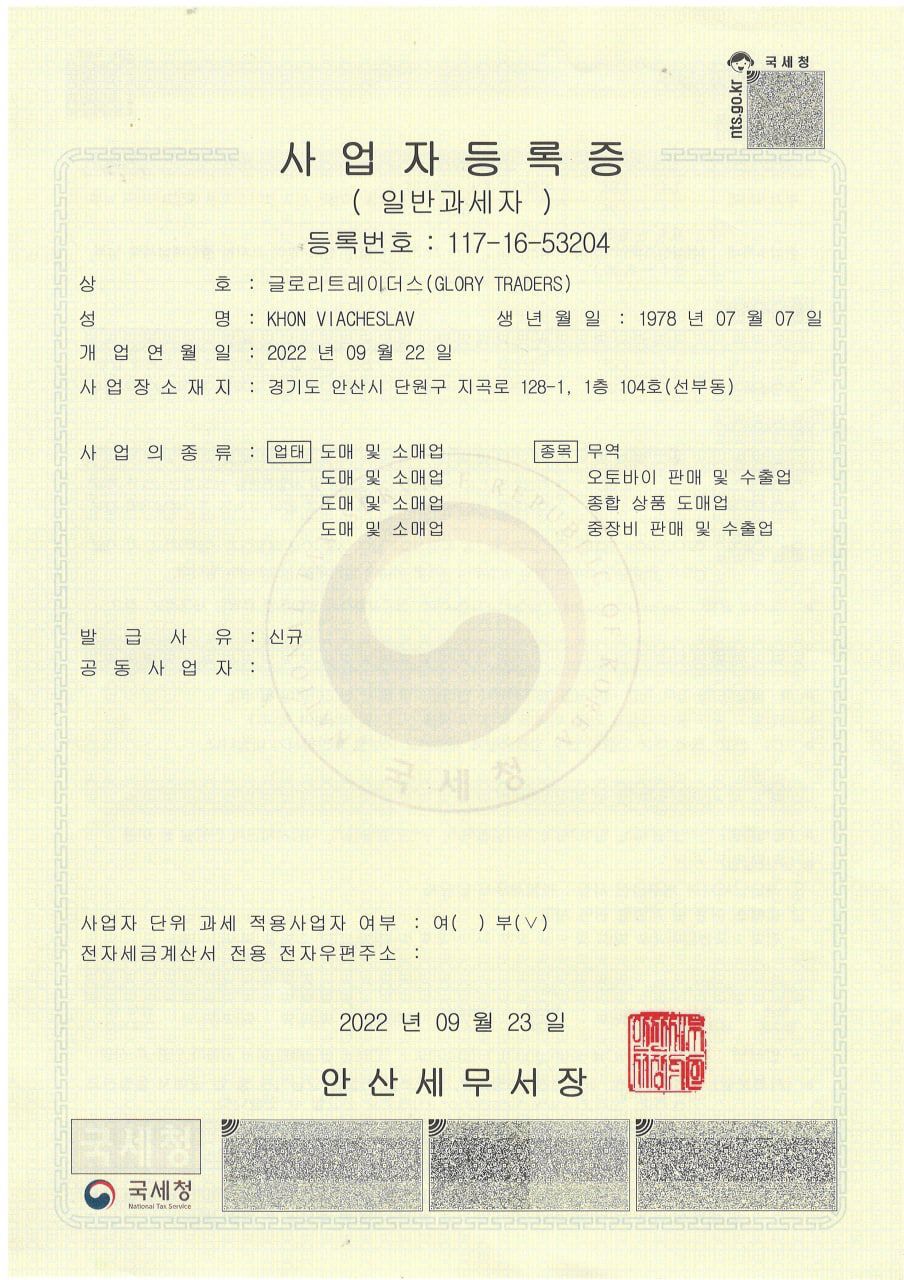 국세청
nts.go.kr
사업자등록증
( 일반과세자 )
등록번호 : 117-16-53204
상 호 : 글로리트레이더스(GLORY TRADERS)
성 명 : KHON VIACHESLAV 생 년 월 일 : 1978 년 07 월 07 일
개 업 연 월 일 : 2022 년 09 월 22 일
사 업 장 소 재 지 : 경기도 안산시 단원구 지곡로 128-1, 1층 104호(선부동)
사 업 의 종 류 : 업태 도매 및 소매업 종목 무역
도매 및 소매업 오토바이 판매 및 수출업
도매 및 소매업 종합 상품 도매업
도매 및 소매업 중장비 판매 및 수출업
발 급 사 유 : 신규
공 동 사 업 자 :
국세청
사업자 단위 과세 적용사업자 여부 : 여( ) 부(∨)
전자세금계산서 전용 전자우편주소 :
2022 년 09 월 23 일
안산세무서장
국세청
국세청
National Tax Service